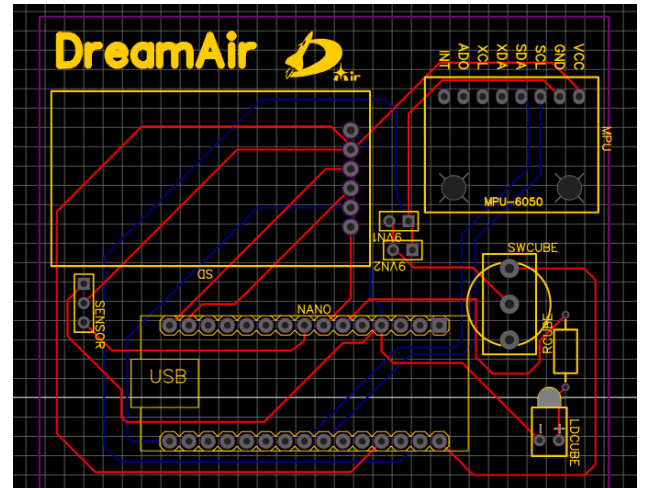 DreamAir
Air
INT
ADO
XCL
XDA
SDA
SCL
GND
VCC
MPU
MPU-6050
9VN1
9VN2
SWCUBE
SD
SENSOR
NANO
RCUBE
USB
- +
LDCUBE